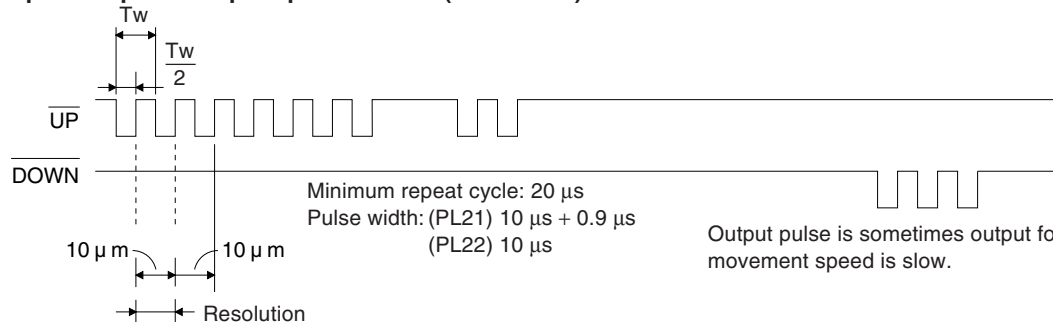 Tw
Tw
2
UP
DOWN
Minimum repeat cycle: 20 µs
Pulse width: (PL21) 10 µs + 0.9 µs
(PL22) 10 µs
Output pulse is sometimes output fo
movement speed is slow.
10 µ m
10 µ m
Resolution